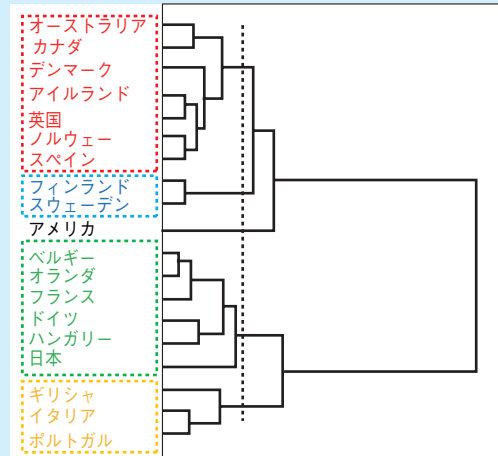 オーストラリア
カナダ
デンマーク
アイルランド
英国
ノルウェー
スペイン
フィンランド
スウェーデン
アメリカ
ベルギー
オランダ
フランス
ドイツ
ハンガリー
日本
ギリシャ
イタリア
ポルトガル